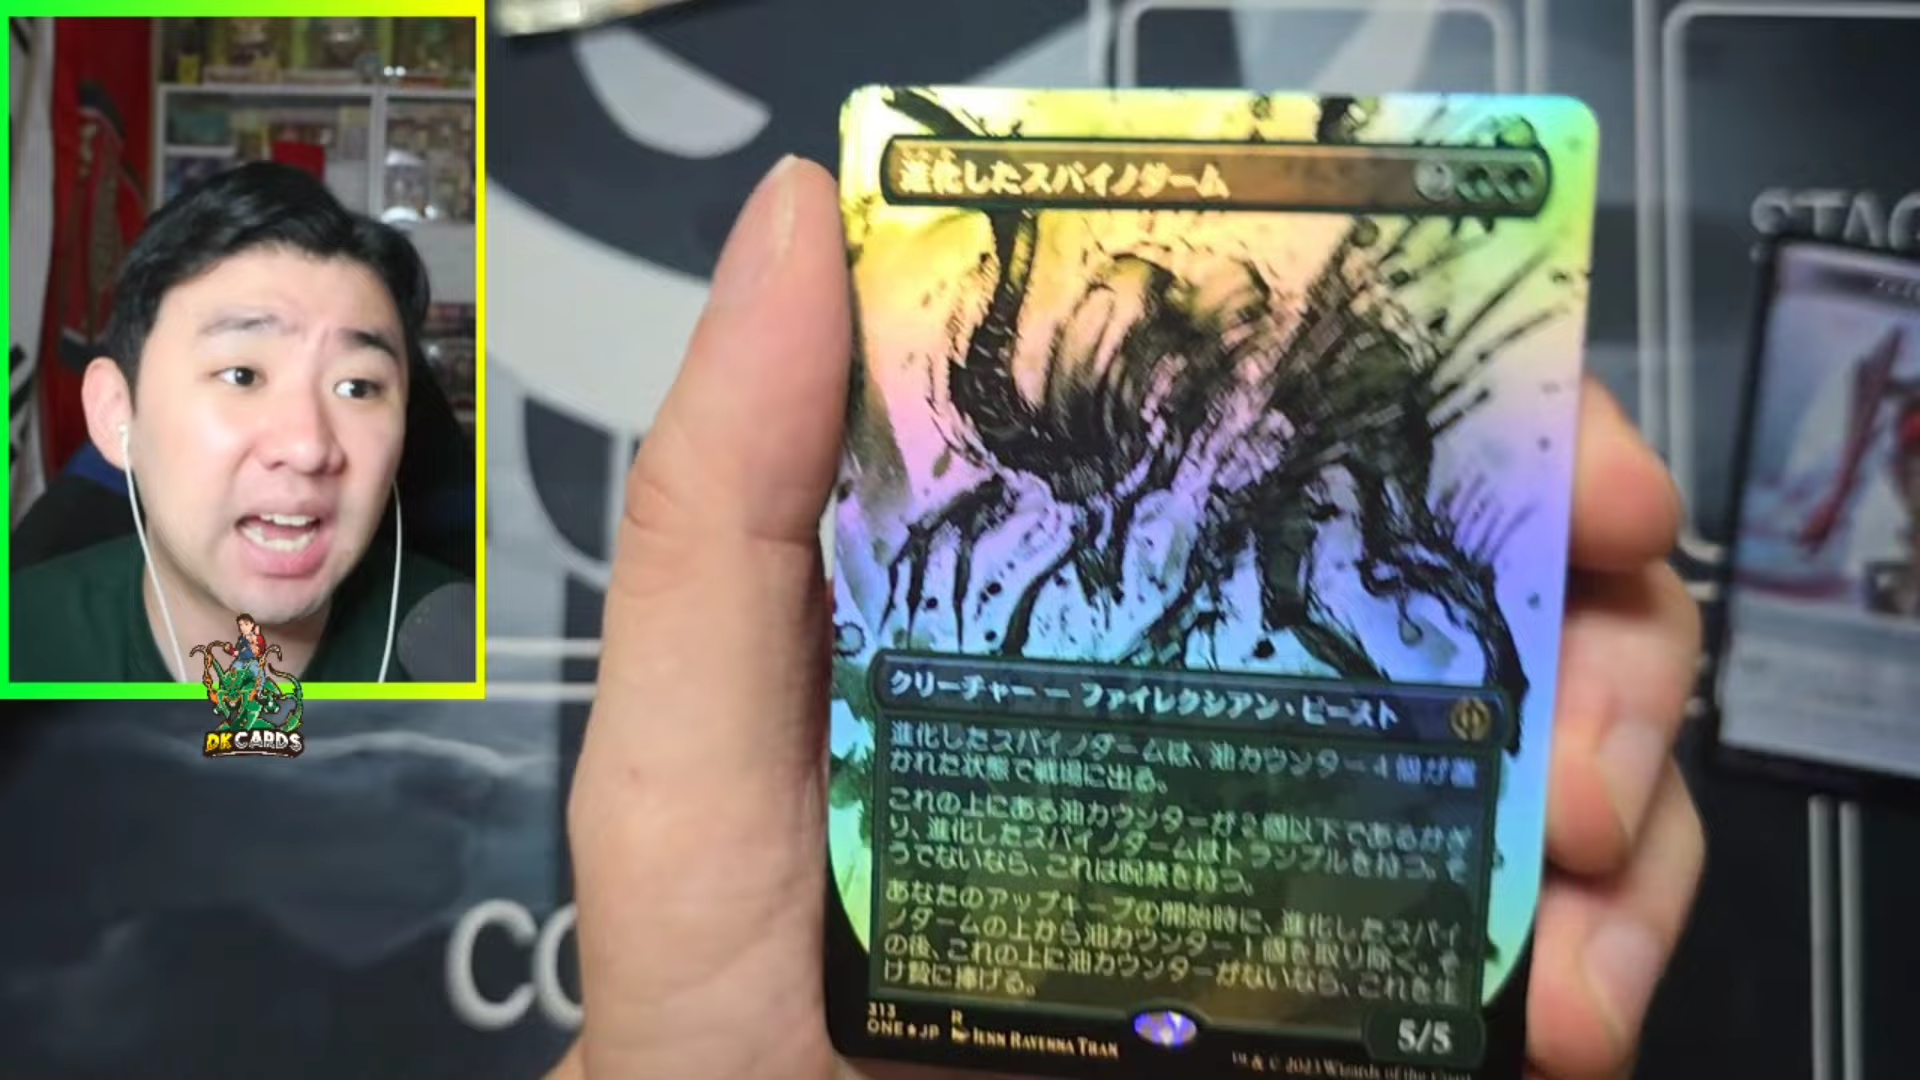 進化したスパイノダーム
2
クリーチャー — ファイレクシアン・ビースト
進化したスパイノダームは、油カウンター4個が置
かれた状態で戦場に出る。
これの上にある油カウンターが2個以下であるかぎ
り、進化したスパイノダームはトランプルを持つ。そ
うでないなら、これは呪禁を持つ。
あなたのアップキープの開始時に、進化したスパイ
ノダームの上から油カウンター1個を取り除く。そ
の後、これの上に油カウンターがないなら、これを生
け贄に捧げる。
5/5
313 R
ONE★JP JENN RAVENNA TRAN
™ & © 2023 Wizards of the Coast
DKCARDS
STAG
CO